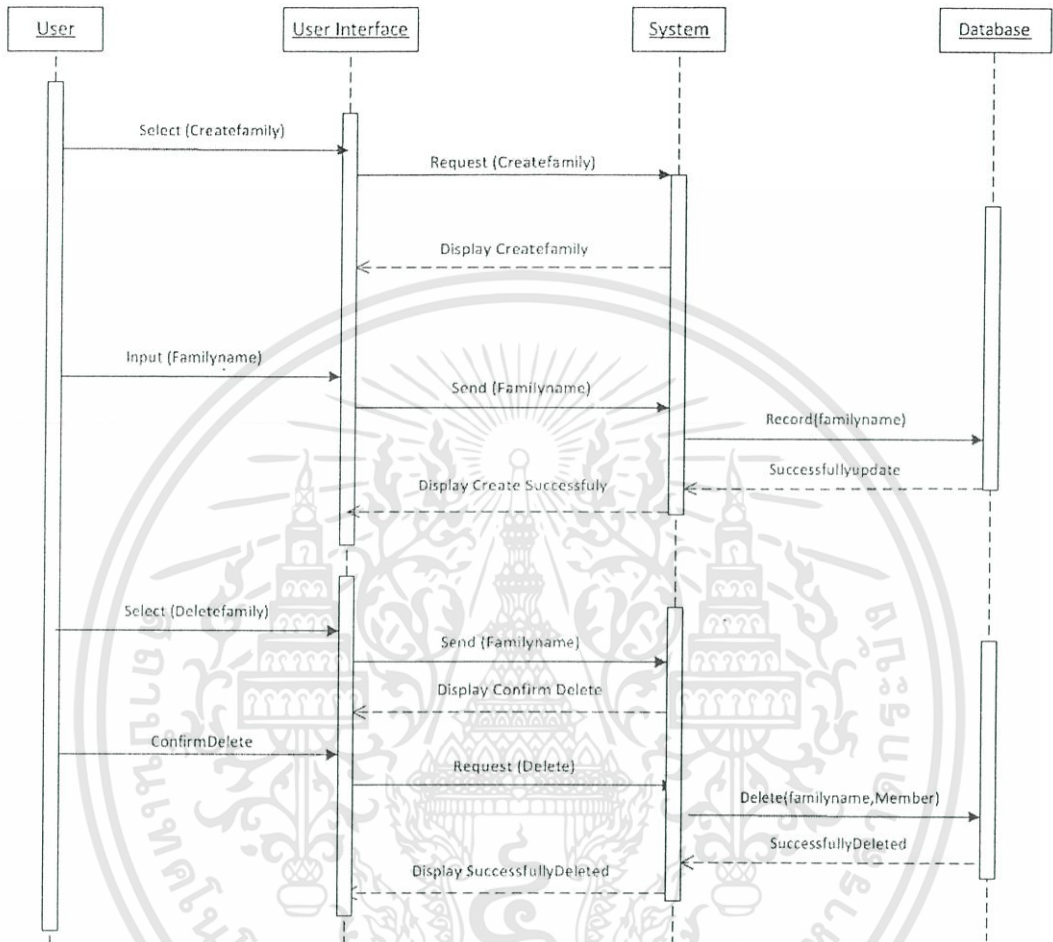 User
User Interface
System
Database
Select (Createfamily)
Request (Createfamily)
Display Createfamily
Input (Familyname)
Send (Familyname)
Record(familyname)
Successfullyupdate
Display Create Successfuly
Select (Deletefamily)
Send (Familyname)
Display Confirm Delete
ConfirmDelete
Request (Delete)
Delete(familyname,Member)
SuccessfullyDeleted
Display SuccessfullyDeleted